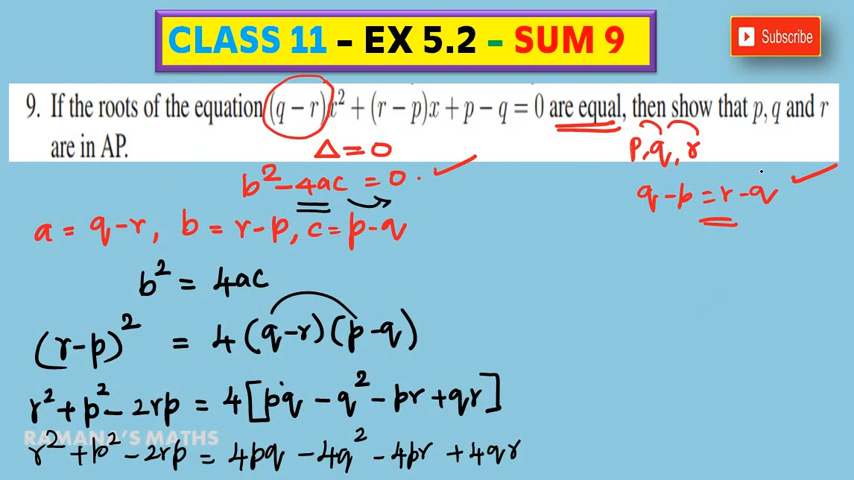 CLASS 11 – EX 5.2 – SUM 9
Subscribe
9. If the roots of the equation (q − r)x² + (r − p)x + p − q = 0 are equal, then show that p, q and r
are in AP.
Δ = 0
p, q, r
b² − 4ac = 0.
q − p = r − q
a = q − r, b = r − p, c = p − q
b² = 4ac
(r − p)² = 4(q − r)(p − q)
r² + p² − 2rp = 4[pq − q² − pr + qr]
RAMANA'S MATHS
r² + p² − 2rp = 4pq − 4q² − 4pr + 4qr